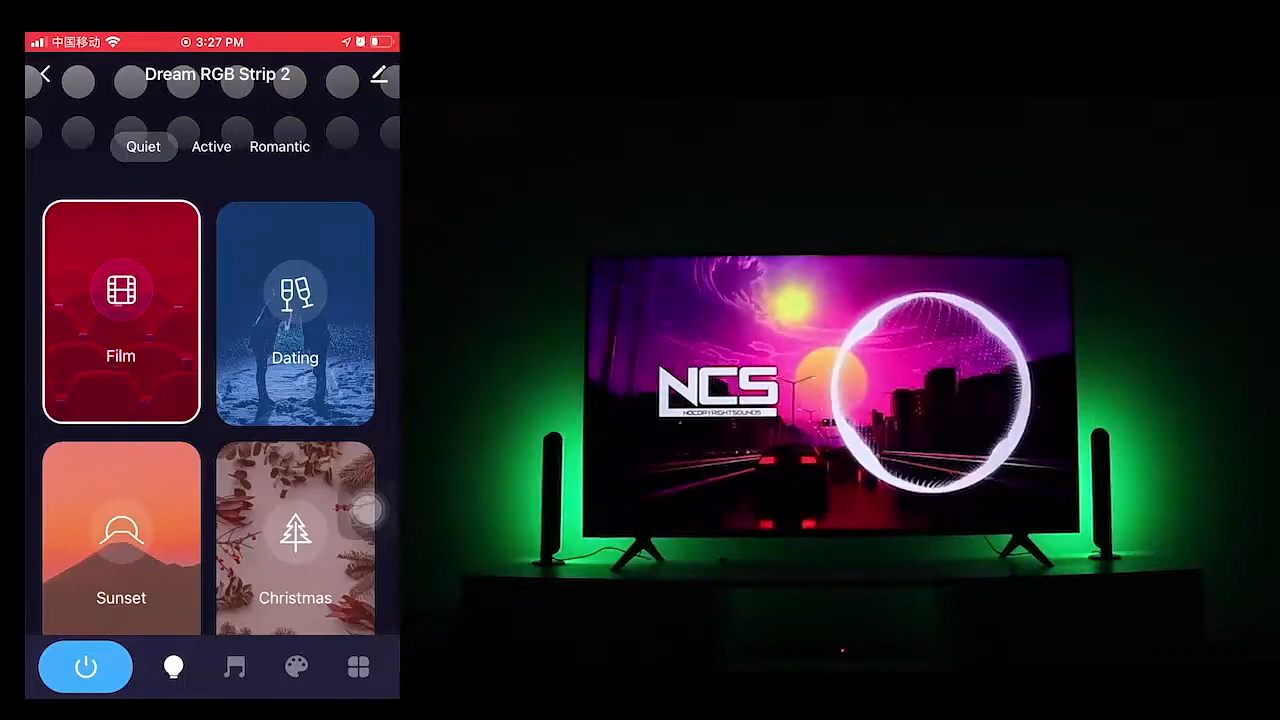 中国移动 3:27 PM
Dream RGB Strip 2
Quiet Active Romantic
Film
Dating
Sunset
Christmas
NCS
NOCOPYRIGHTSOUNDS